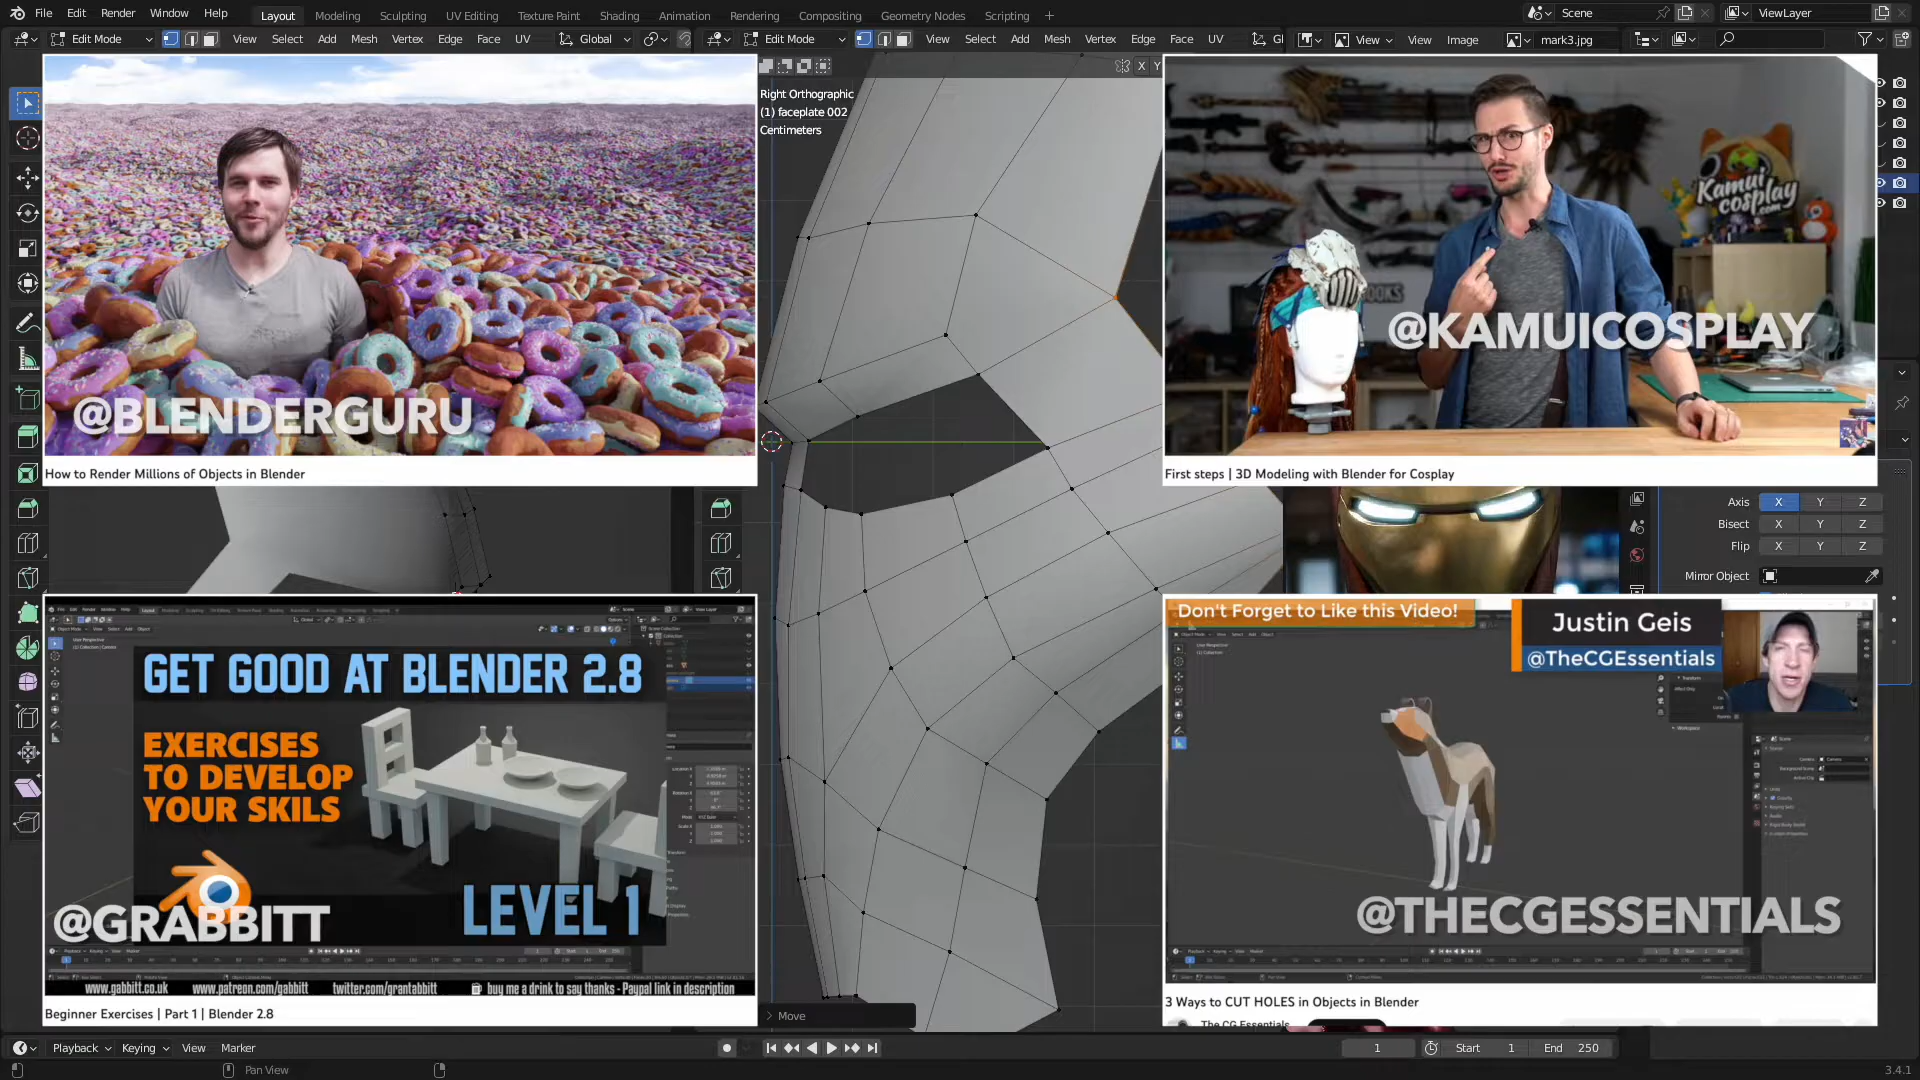 File Edit Render Window Help Layout Modeling Sculpting UV Editing Texture Paint Shading Animation Rendering Compositing Geometry Nodes Scripting + Scene ViewLayer
Edit Mode View Select Add Mesh Vertex Edge Face UV Global Edit Mode View Select Add Mesh Vertex Edge Face UV Gl View View Image mark3.jpg
X Y
Right Orthographic
(1) faceplate 002
Centimeters
@BLENDERGURU
How to Render Millions of Objects in Blender
Kamui
cosplay
.com
@KAMUICOSPLAY
First steps | 3D Modeling with Blender for Cosplay
Axis X Y Z
Bisect X Y Z
Flip X Y Z
Mirror Object
GET GOOD AT BLENDER 2.8
EXERCISES
TO DEVELOP
YOUR SKILS
LEVEL 1
@GRABBITT
www.gabbitt.co.uk www.patreon.com/gabbitt twitter.com/grantabbitt buy me a drink to say thanks - Paypal link in description
Beginner Exercises | Part 1 | Blender 2.8
Don't Forget to Like this Video!
Justin Geis
@TheCGEssentials
@THECGESSENTIALS
3 Ways to CUT HOLES in Objects in Blender
The CG Essentials
Move
Playback Keying View Marker 1 Start 1 End 250
Pan View 3.4.1